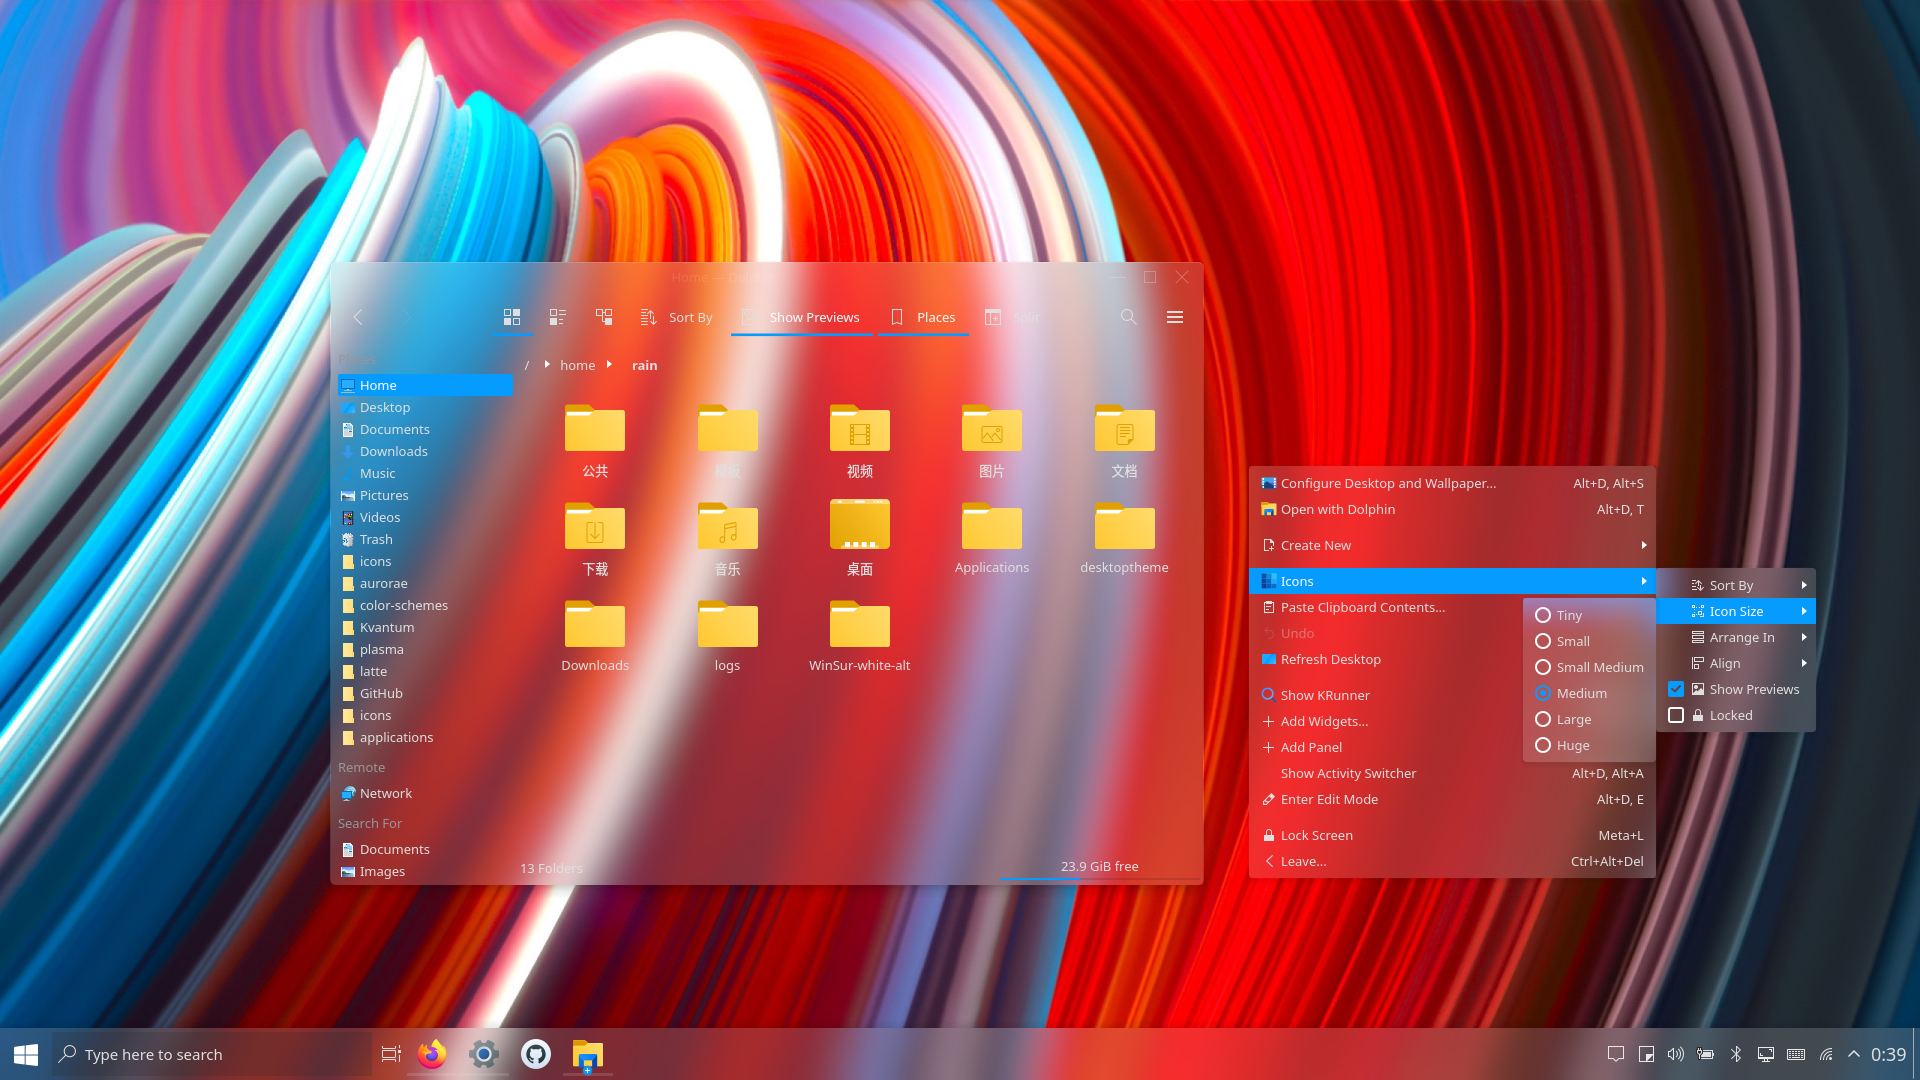 Home
Sort By
Show Previews
Places
Split
Places
/ home rain
Home
Desktop
Documents
Downloads
Music
Pictures
Videos
Trash
icons
aurorae
color-schemes
Kvantum
plasma
latte
GitHub
icons
applications
Remote
Network
Search For
Documents
Images
公共
模板
视频
图片
文档
下载
音乐
桌面
Applications
desktoptheme
Downloads
logs
WinSur-white-alt
13 Folders
23.9 GiB free
Configure Desktop and Wallpaper... Alt+D, Alt+S
Open with Dolphin Alt+D, T
Create New
Icons
Paste Clipboard Contents...
Undo
Refresh Desktop
Show KRunner
Add Widgets...
Add Panel
Show Activity Switcher Alt+D, Alt+A
Enter Edit Mode Alt+D, E
Lock Screen Meta+L
Leave... Ctrl+Alt+Del
Tiny
Small
Small Medium
Medium
Large
Huge
Sort By
Icon Size
Arrange In
Align
Show Previews
Locked
Type here to search
0:39